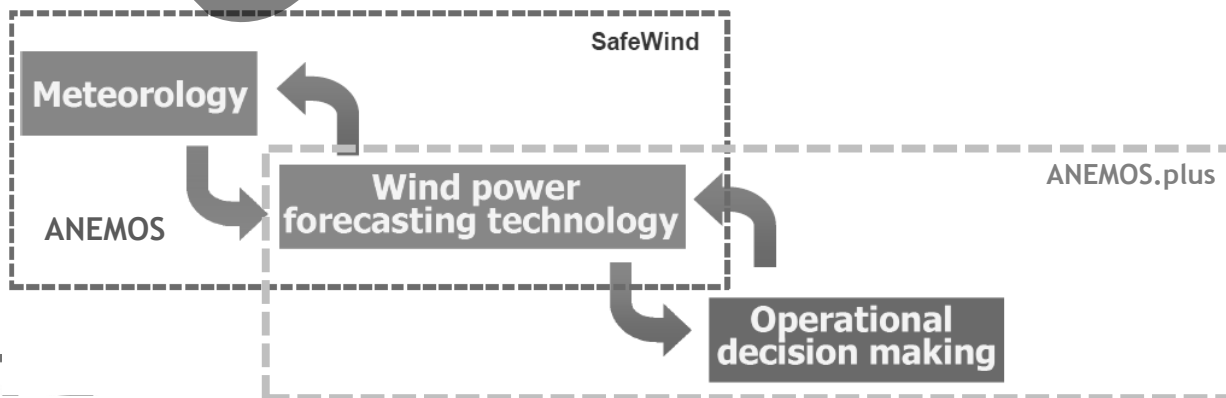 SafeWind
Meteorology
ANEMOS.plus
Wind power
forecasting technology
ANEMOS
Operational
decision making